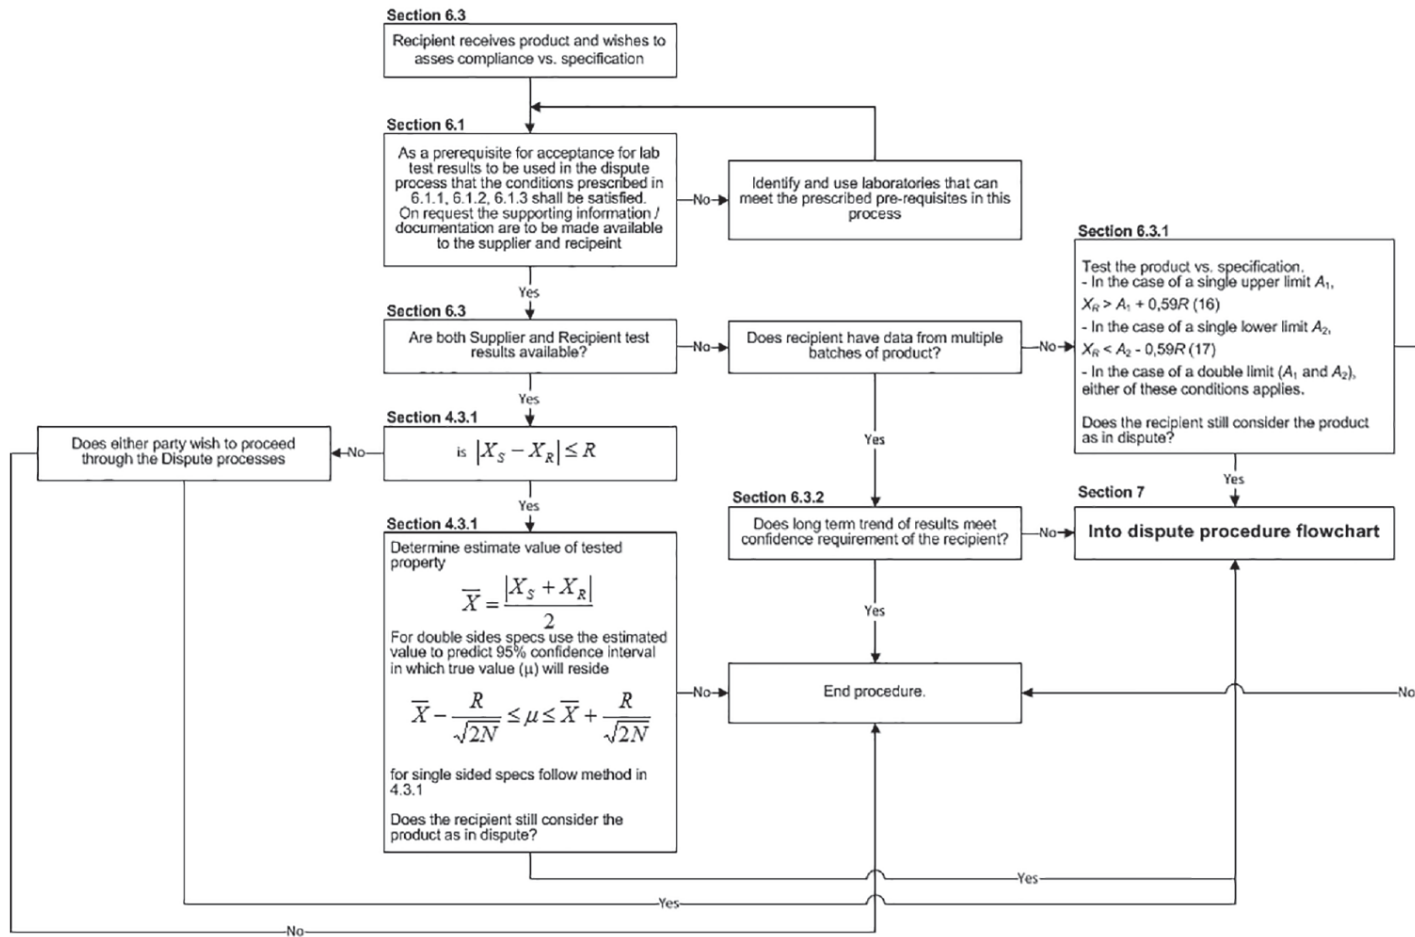 Section 6.3
Recipient receives product and wishes to
asses compliance vs. specification
Section 6.1
As a prerequisite for acceptance for lab
test results to be used in the dispute
process that the conditions prescribed in
6.1.1, 6.1.2, 6.1.3 shall be satisfied.
On request the supporting information /
documentation are to be made available
to the supplier and recipeint
No
Identify and use laboratories that can
meet the prescribed pre-requisites in this
process
Yes
Section 6.3
Are both Supplier and Recipient test
results available?
No
Does recipient have data from multiple
batches of product?
No
Section 6.3.1
Test the product vs. specification.
- In the case of a single upper limit A₁,
X_R > A₁ + 0,59R (16)
- In the case of a single lower limit A₂,
X_R < A₂ - 0,59R (17)
- In the case of a double limit (A₁ and A₂),
either of these conditions applies.
Does the recipient still consider the product
as in dispute?
Yes
Section 4.3.1
is |X_S − X_R| ≤ R
No
Does either party wish to proceed
through the Dispute processes
Yes
Yes
Section 6.3.2
Does long term trend of results meet
confidence requirement of the recipient?
No
Yes
Section 7
Into dispute procedure flowchart
Section 4.3.1
Determine estimate value of tested
property
X̅ = |X_S + X_R| / 2
For double sides specs use the estimated
value to predict 95% confidence interval
in which true value (µ) will reside
X̅ − R/√2N ≤ µ ≤ X̅ + R/√2N
for single sided specs follow method in
4.3.1
Does the recipient still consider the
product as in dispute?
No
Yes
End procedure.
No
Yes
Yes
No